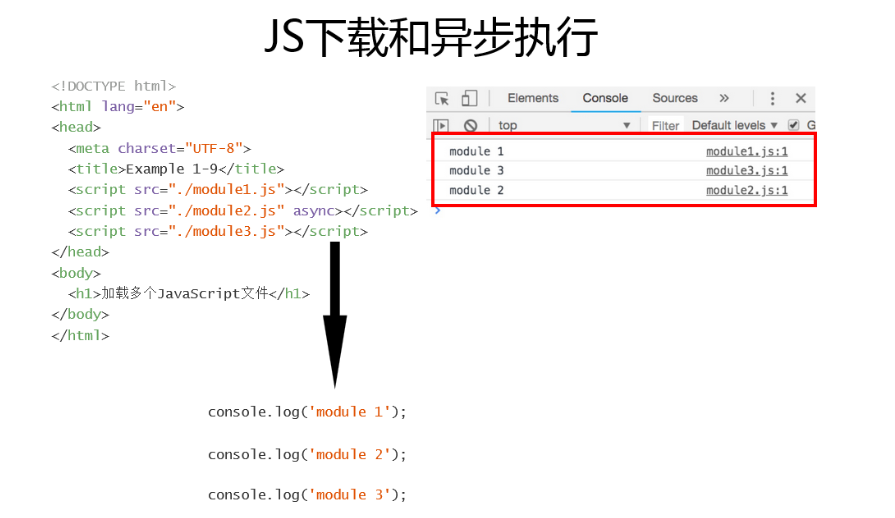 JS下载和异步执行
<!DOCTYPE html>
<html lang="en">
<head>
<meta charset="UTF-8">
<title>Example 1-9</title>
<script src="./module1.js"></script>
<script src="./module2.js" async></script>
<script src="./module3.js"></script>
</head>
<body>
<h1>加载多个JavaScript文件</h1>
</body>
</html>
Elements Console Sources »
top Filter Default levels G
module 1 module1.js:1
module 3 module3.js:1
module 2 module2.js:1
console.log('module 1');
console.log('module 2');
console.log('module 3');